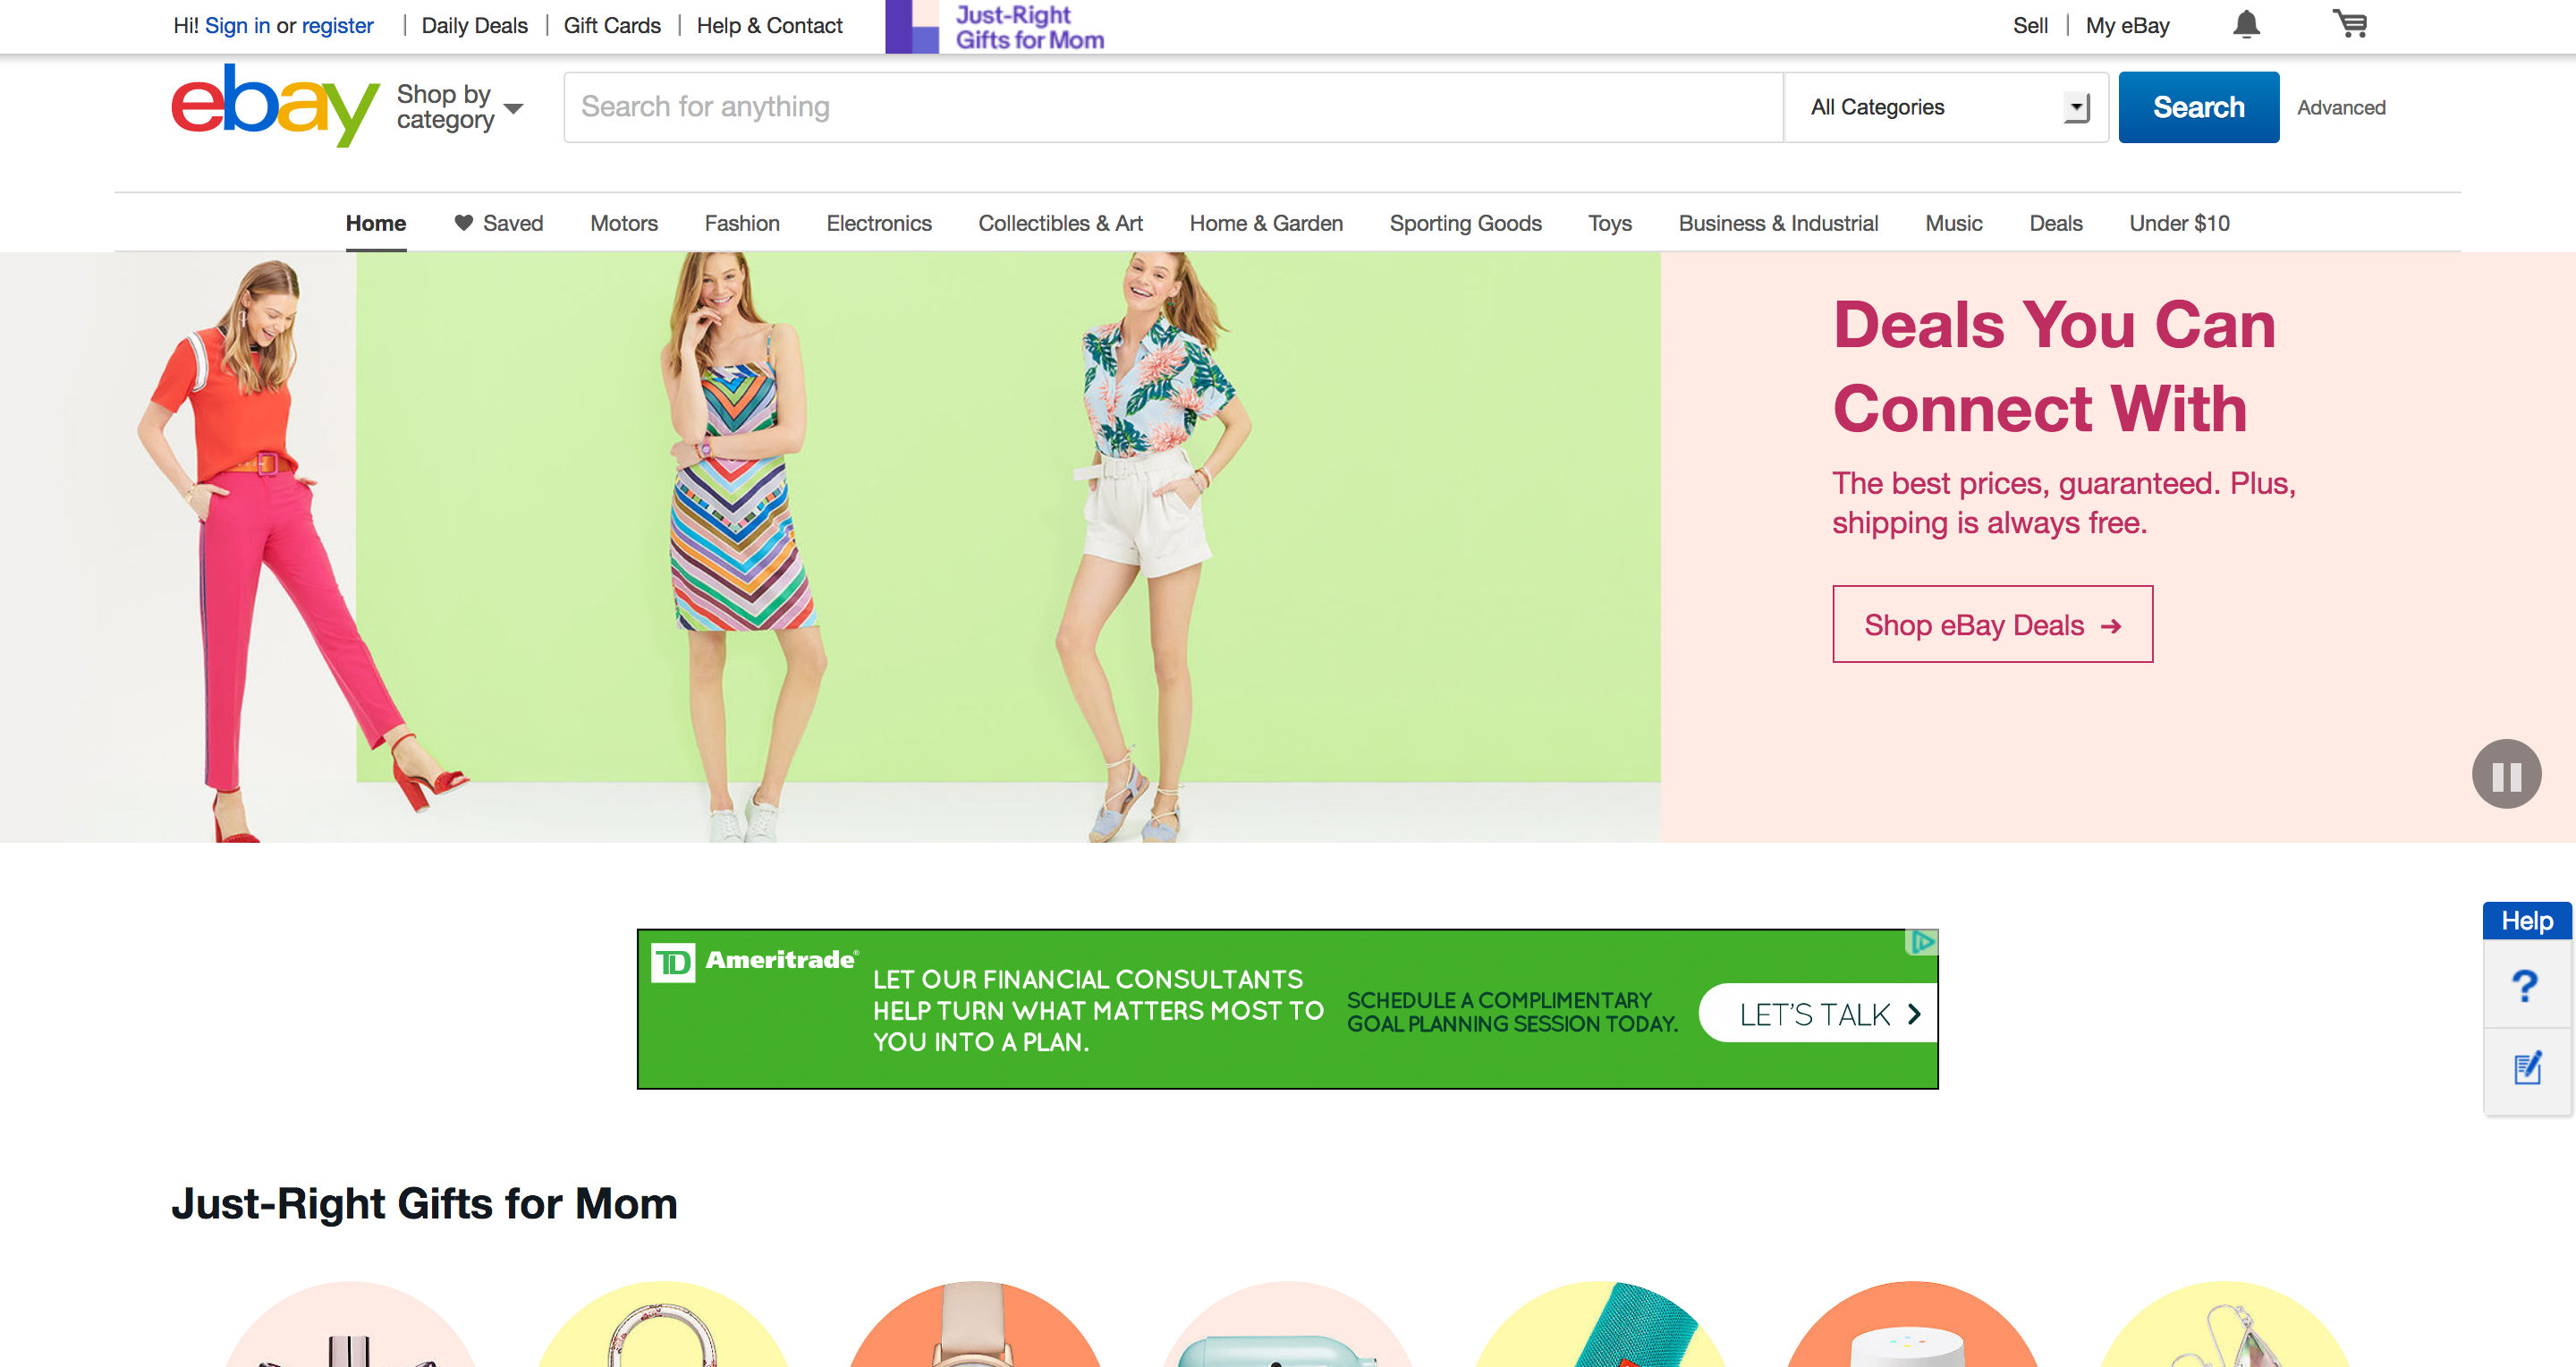 Hi! Sign in or register | Daily Deals | Gift Cards | Help & Contact
Just-Right
Gifts for Mom
Sell | My eBay
ebay
Shop by
category
Search for anything
All Categories
Search
Advanced
Home
Saved
Motors
Fashion
Electronics
Collectibles & Art
Home & Garden
Sporting Goods
Toys
Business & Industrial
Music
Deals
Under $10
Deals You Can
Connect With
The best prices, guaranteed. Plus,
shipping is always free.
Shop eBay Deals →
TD Ameritrade®
LET OUR FINANCIAL CONSULTANTS
HELP TURN WHAT MATTERS MOST TO
YOU INTO A PLAN.
SCHEDULE A COMPLIMENTARY
GOAL PLANNING SESSION TODAY.
LET'S TALK
Help
?
Just-Right Gifts for Mom